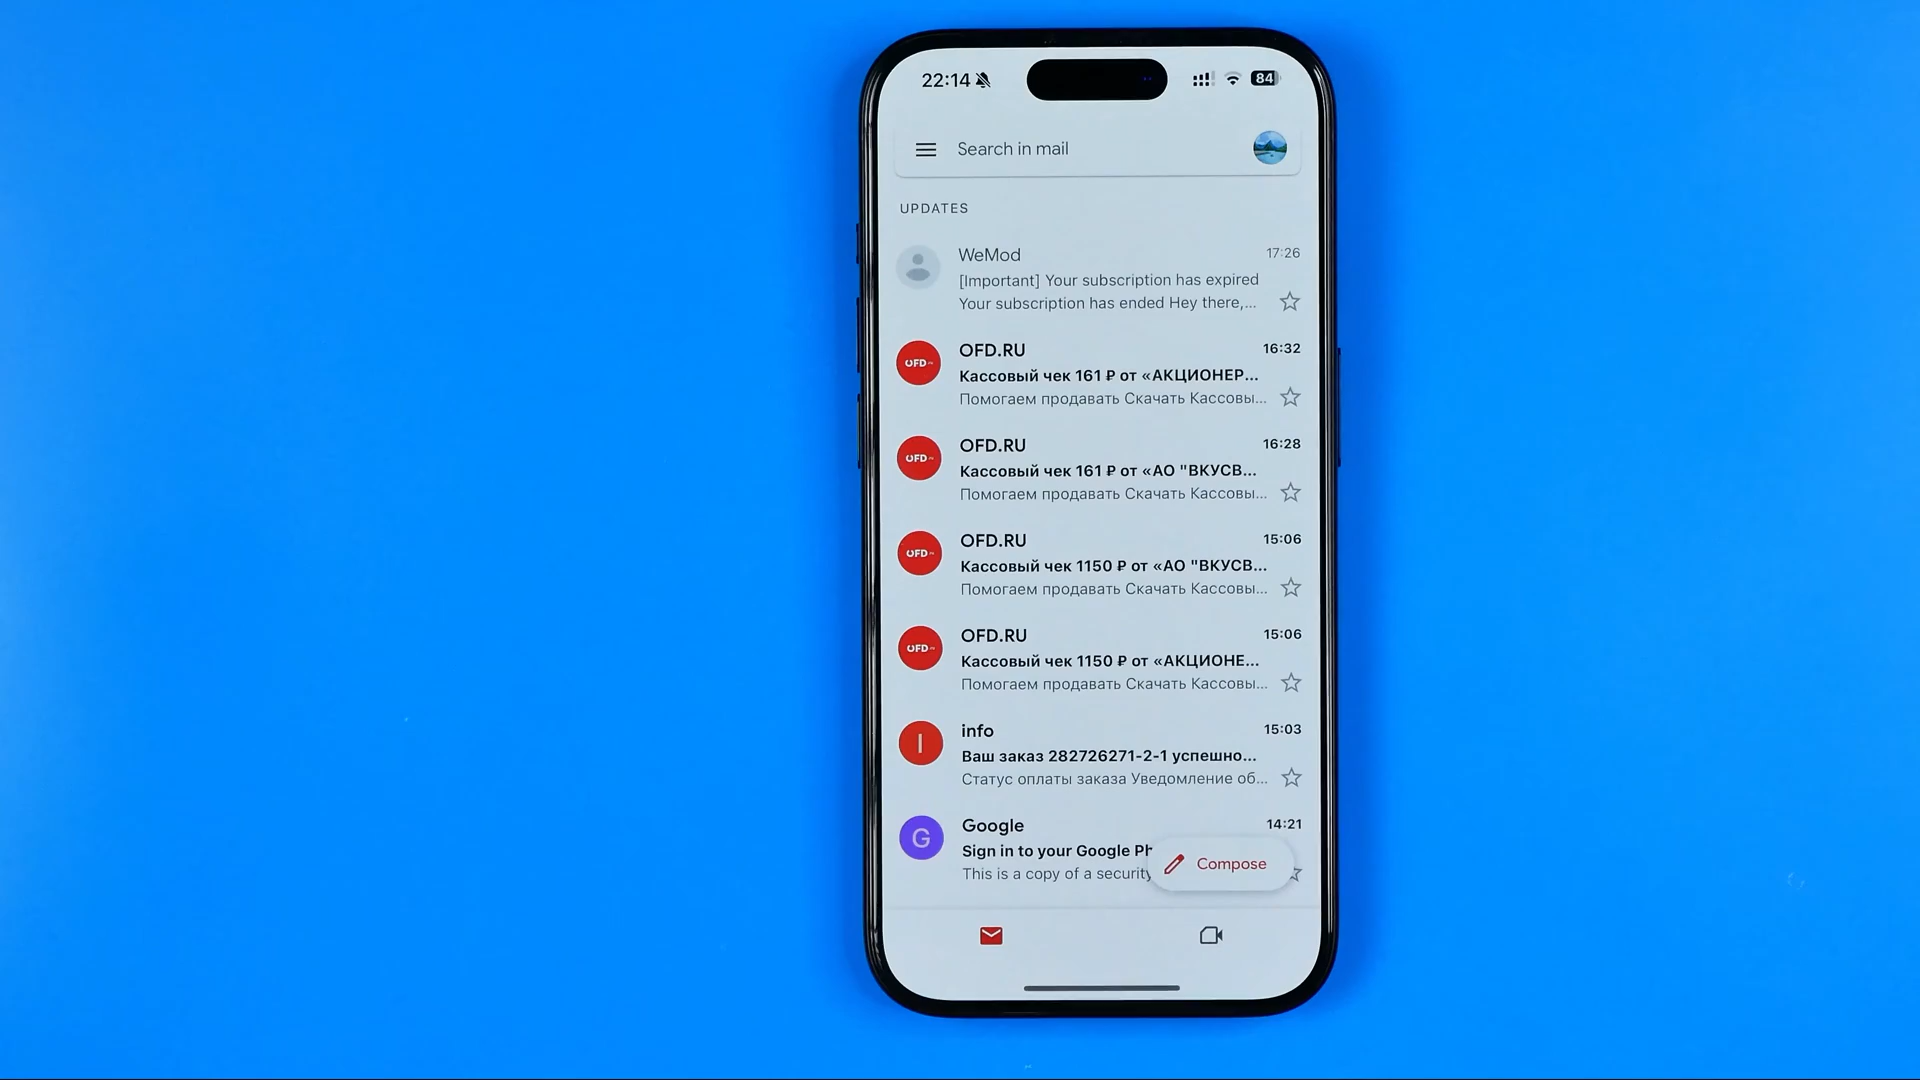 22:14
84
Search in mail
UPDATES
WeMod 17:26
[Important] Your subscription has expired
Your subscription has ended Hey there,...
OFD.RU 16:32
OFD
Кассовый чек 161 ₽ от «АКЦИОНЕР...
Помогаем продавать Скачать Кассовы...
OFD.RU 16:28
OFD
Кассовый чек 161 ₽ от «АО "ВКУСВ...
Помогаем продавать Скачать Кассовы...
OFD.RU 15:06
OFD
Кассовый чек 1150 ₽ от «АО "ВКУСВ...
Помогаем продавать Скачать Кассовы...
OFD.RU 15:06
OFD
Кассовый чек 1150 ₽ от «АКЦИОНЕ...
Помогаем продавать Скачать Кассовы...
info 15:03
I
Ваш заказ 282726271-2-1 успешно...
Статус оплаты заказа Уведомление об...
Google 14:21
G
Sign in to your Google
This is a copy of a security
Compose